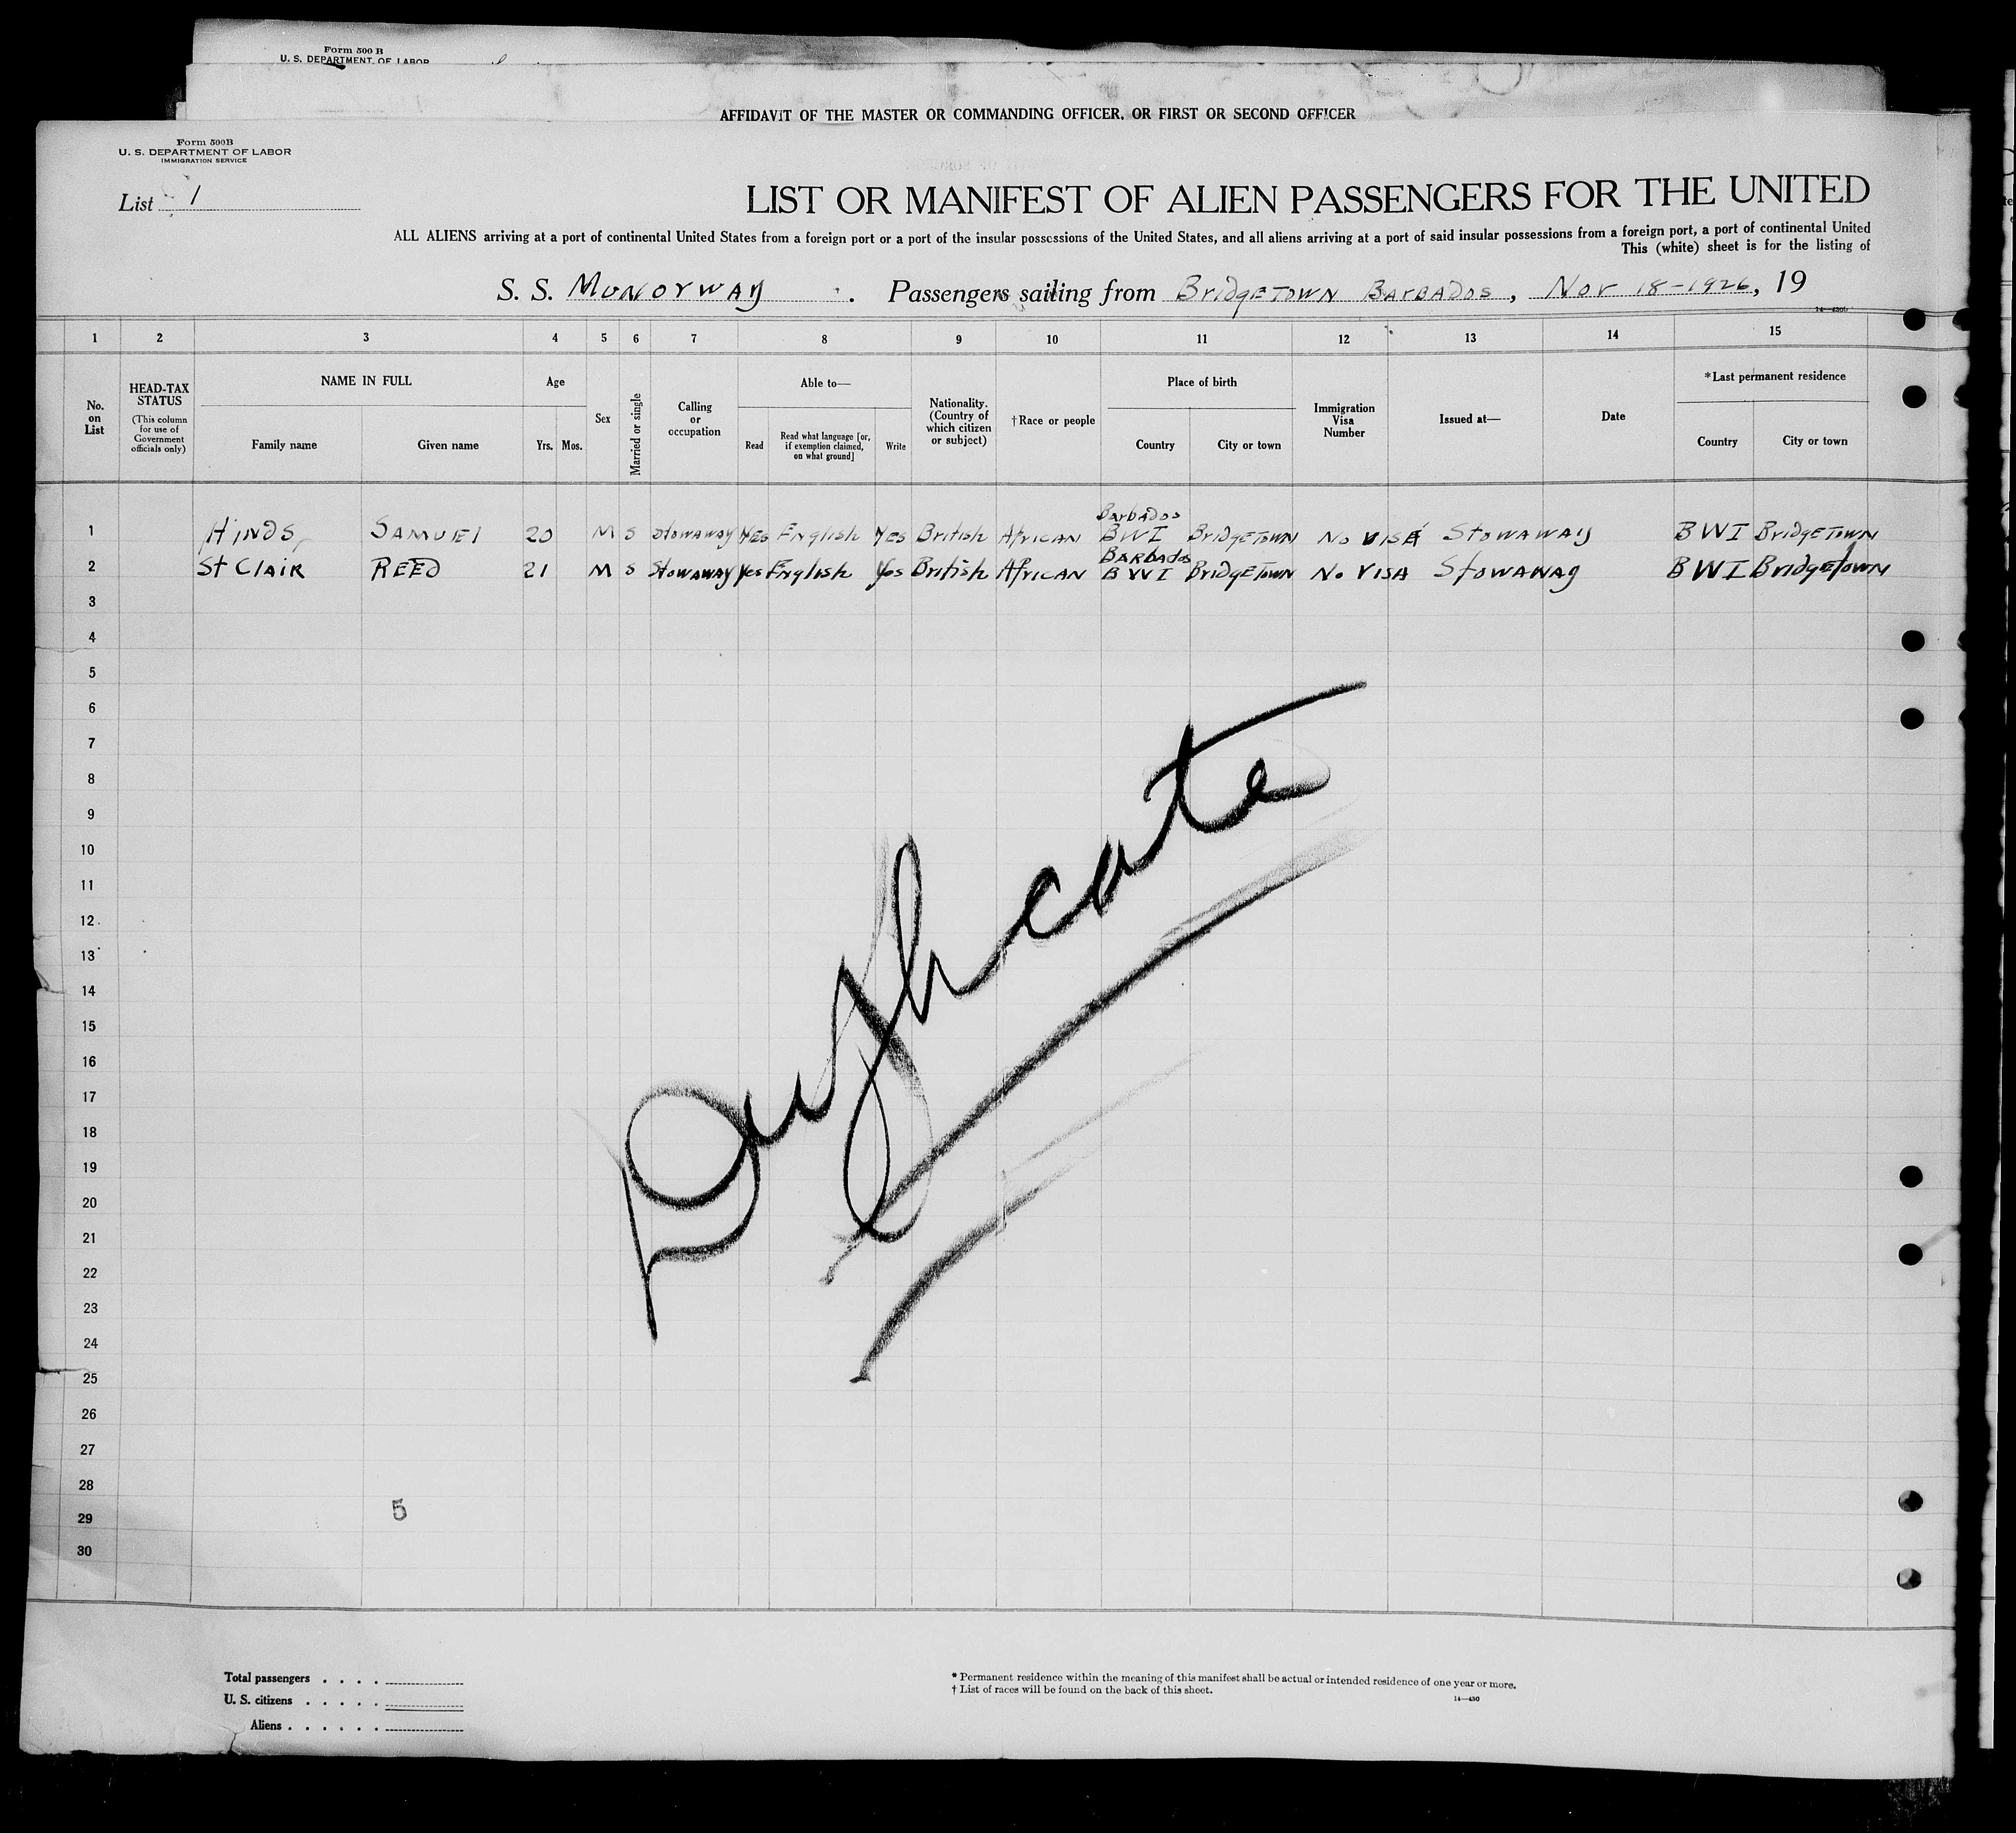 Form 500 B
U. S. DEPARTMENT OF LABOR
AFFIDAVIT OF THE MASTER OR COMMANDING OFFICER, OR FIRST OR SECOND OFFICER
Form 500B
U. S. DEPARTMENT OF LABOR
IMMIGRATION SERVICE
List 1
LIST OR MANIFEST OF ALIEN PASSENGERS FOR THE UNITED
ALL ALIENS arriving at a port of continental United States from a foreign port or a port of the insular possessions of the United States, and all aliens arriving at a port of said insular possessions from a foreign port, a port of continental United
This (white) sheet is for the listing of
S. S. Munorway . Passengers sailing from Bridgetown Barbados, Nov 18-1926, 19
1 2 3 4 5 6 7 8 9 10 11 12 13 14 15
No. on List
HEAD-TAX STATUS
(This column for use of Government officials only)
NAME IN FULL
Family name Given name
Age
Yrs. Mos.
Sex
Married or single
Calling or occupation
Able to—
Read
Read what language [or, if exemption claimed, on what ground]
Write
Nationality. (Country of which citizen or subject)
†Race or people
Place of birth
Country City or town
Immigration Visa Number
Issued at—
Date
*Last permanent residence
Country City or town
Barbados
1 Hinds, Samuel 20 M S Stowaway Yes English Yes British African BWI Bridgetown No Visé Stowaway BWI Bridgetown
Barbados
2 St Clair Reed 21 M S Stowaway Yes English Yes British African BWI Bridgetown No Visa Stowaway BWI Bridgetown
3
4
5
6
7
8
9
10
11
12
13
14
15
16
17
18
19
20
21
22
23
24
25
26
27
28
29
30
Duplicate
5
Total passengers . . . .
U. S. citizens . . . . .
Aliens . . . . . .
* Permanent residence within the meaning of this manifest shall be actual or intended residence of one year or more.
† List of races will be found on the back of this sheet.
14—430